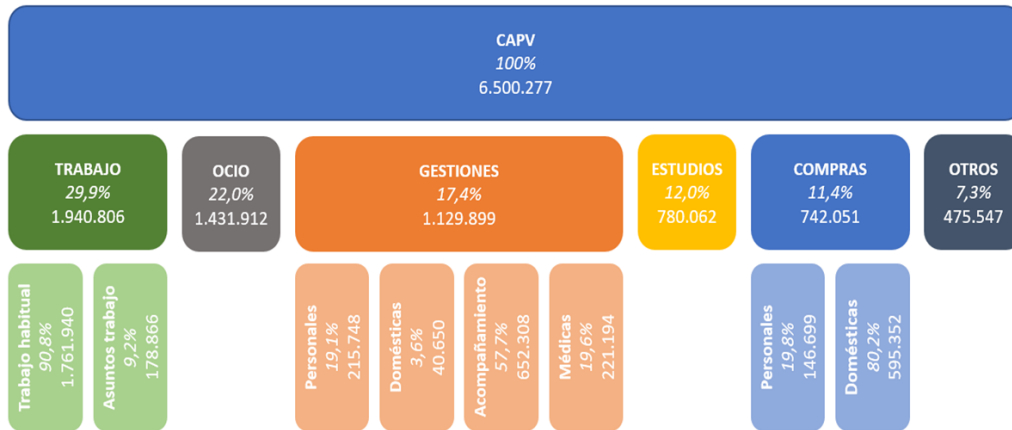 CAPV
100%
6.500.277
TRABAJO
29,9%
1.940.806
OCIO
22,0%
1.431.912
GESTIONES
17,4%
1.129.899
ESTUDIOS
12,0%
780.062
COMPRAS
11,4%
742.051
OTROS
7,3%
475.547
Trabajo habitual
90,8%
1.761.940
Asuntos trabajo
9,2%
178.866
Personales
19,1%
215.748
Domésticas
3,6%
40.650
Acompañamiento
57,7%
652.308
Médicas
19,6%
221.194
Personales
19,8%
146.699
Domésticas
80,2%
595.352